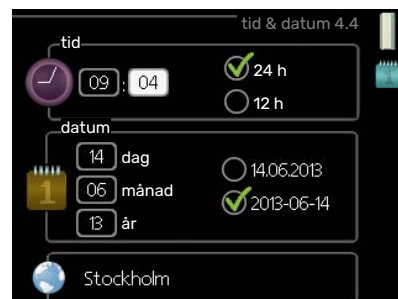 tid & datum 4.4
tid
09 : 04
24 h
12 h
datum
14 dag
06 månad
13 år
14.06.2013
2013-06-14
1
Stockholm